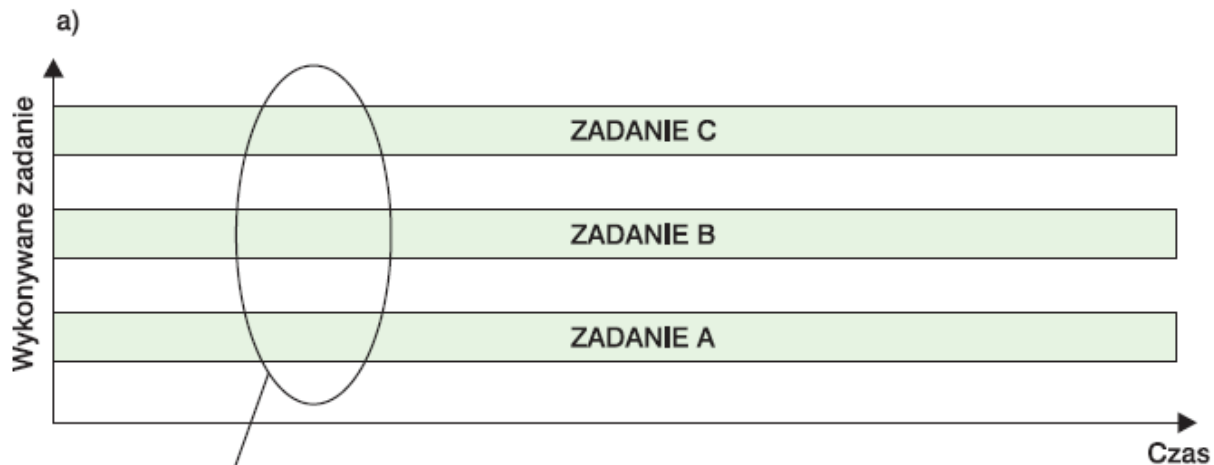 a)
Wykonywane zadanie
ZADANIE C
ZADANIE B
ZADANIE A
Czas